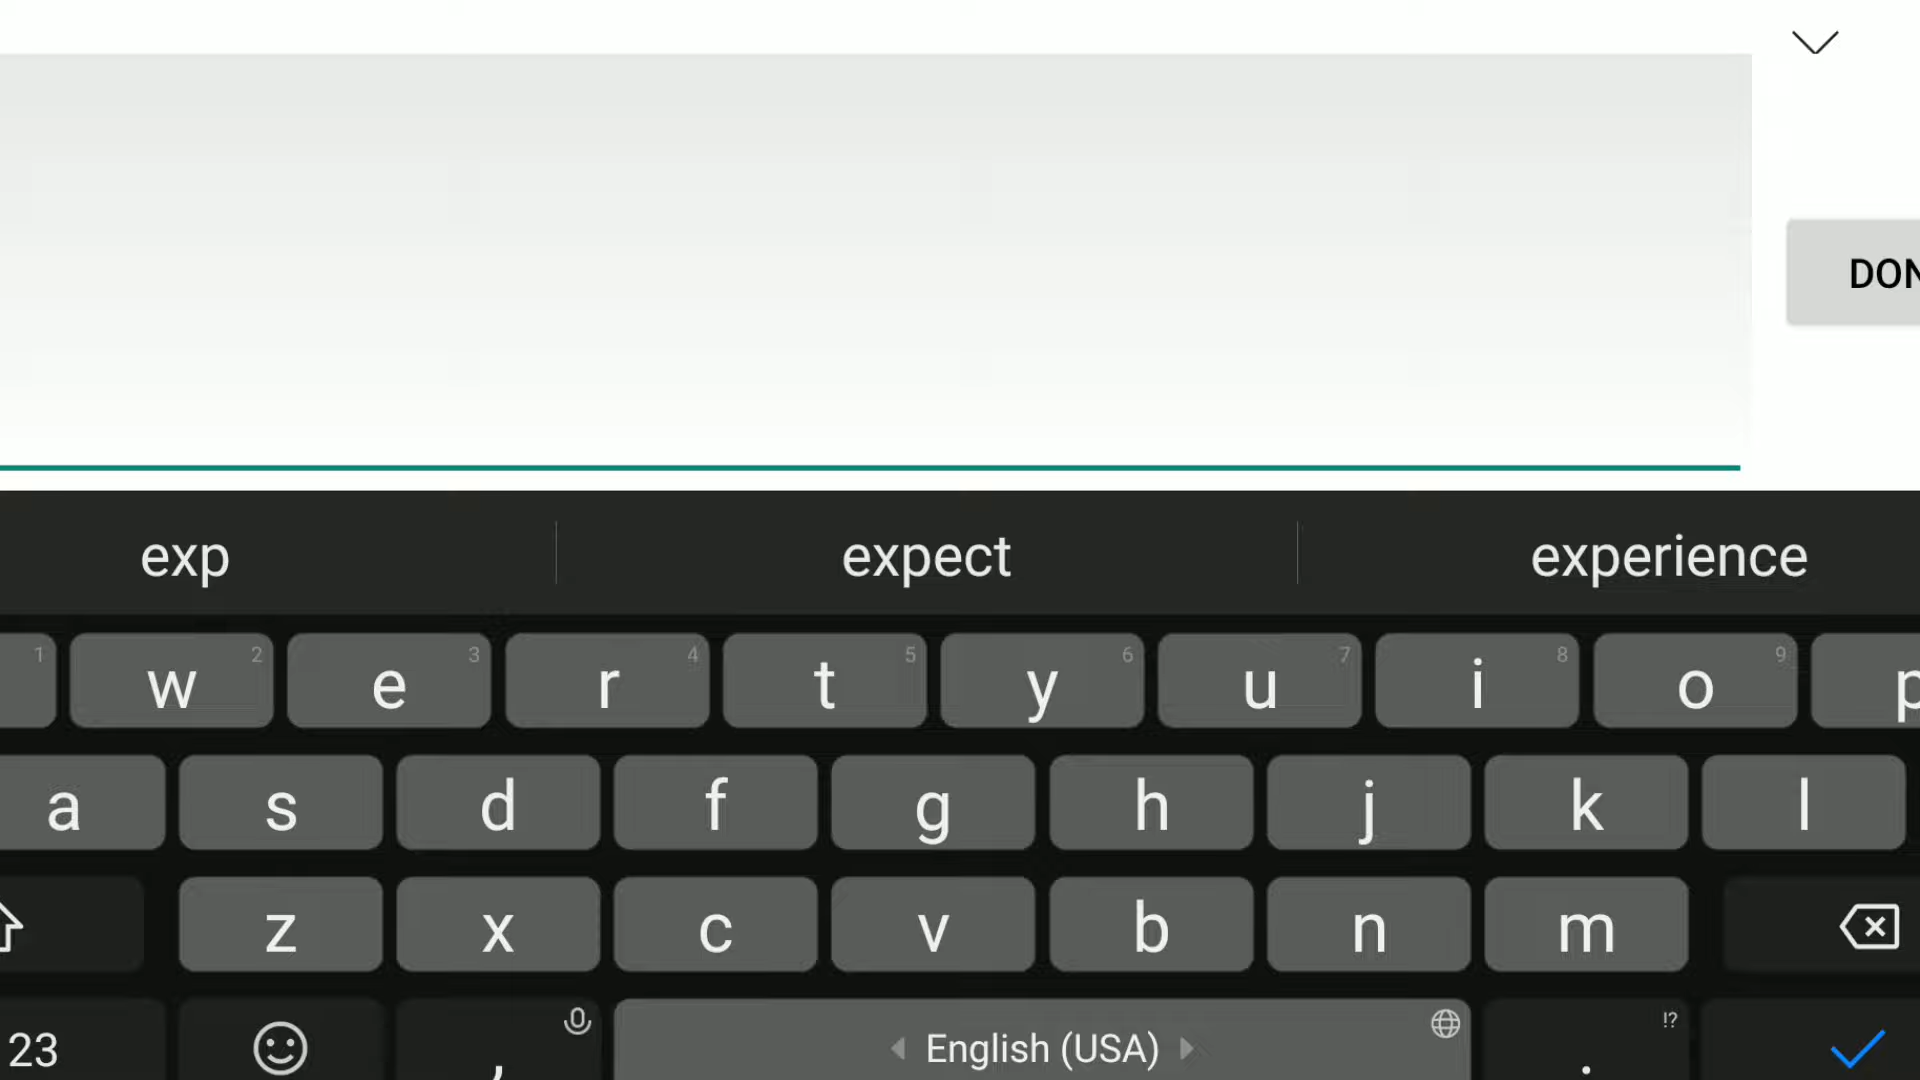 DON
exp expect experience
1 w 2 e 3 r 4 t 5 y 6 u 7 i 8 o 9 p
a s d f g h j k l
z x c v b n m
23 , English (USA) !? .